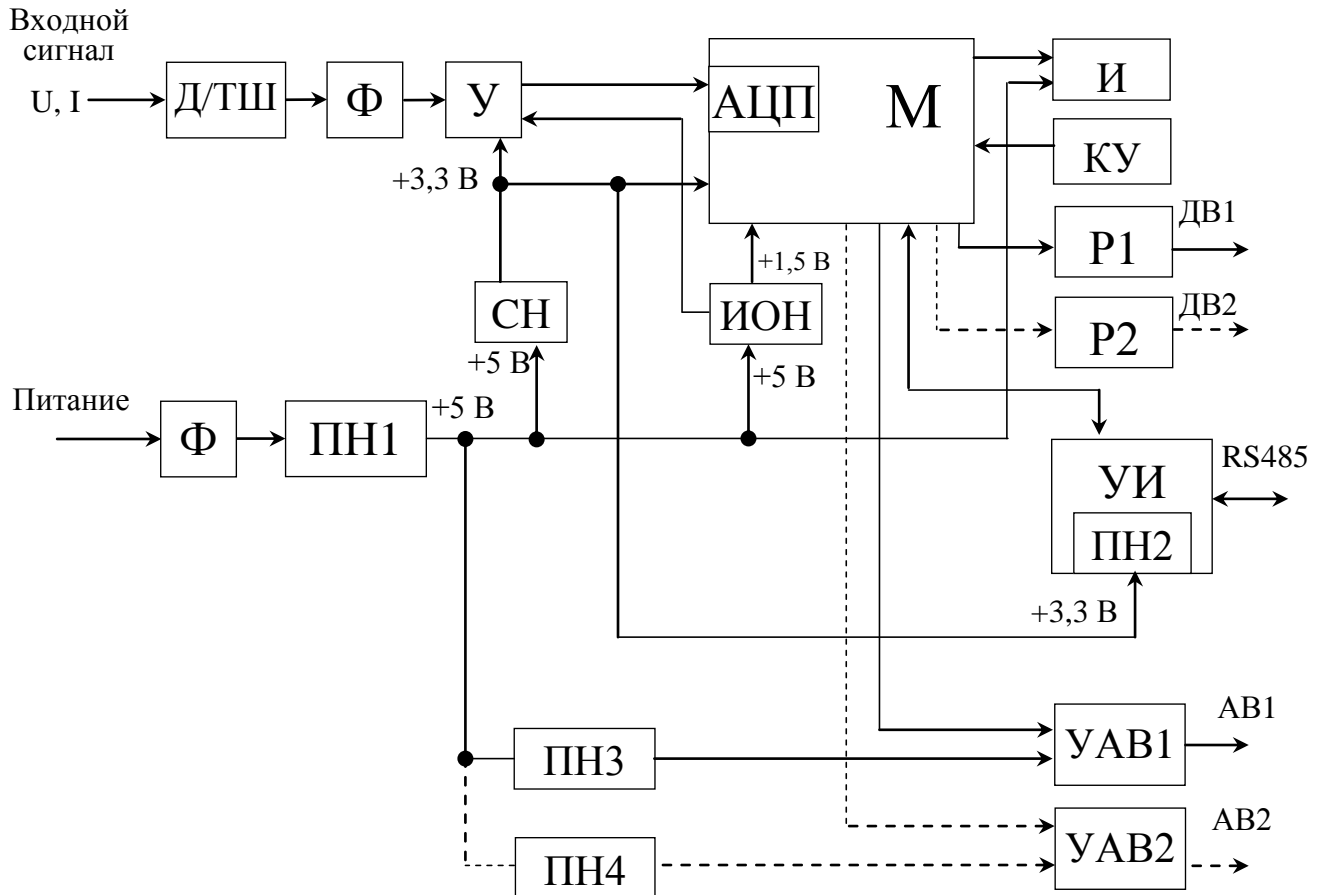 Входной
сигнал
U, I
Д/ТШ
Ф
У
АЦП
М
И
КУ
+3,3 В
ДВ1
Р1
+1,5 В
СН
ИОН
ДВ2
Р2
+5 В
+5 В
Питание
+5 В
Ф
ПН1
RS485
УИ
ПН2
+3,3 В
АВ1
УАВ1
ПН3
АВ2
УАВ2
ПН4